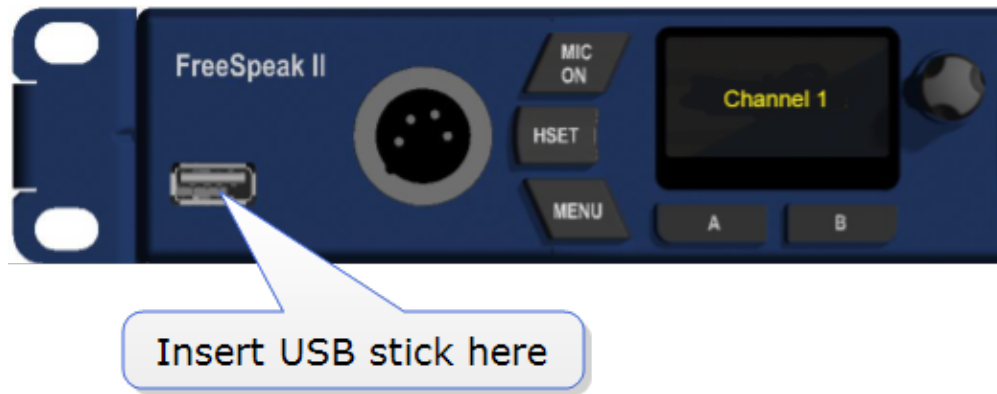 FreeSpeak II
MIC
ON
HSET
MENU
Channel 1
A
B
Insert USB stick here